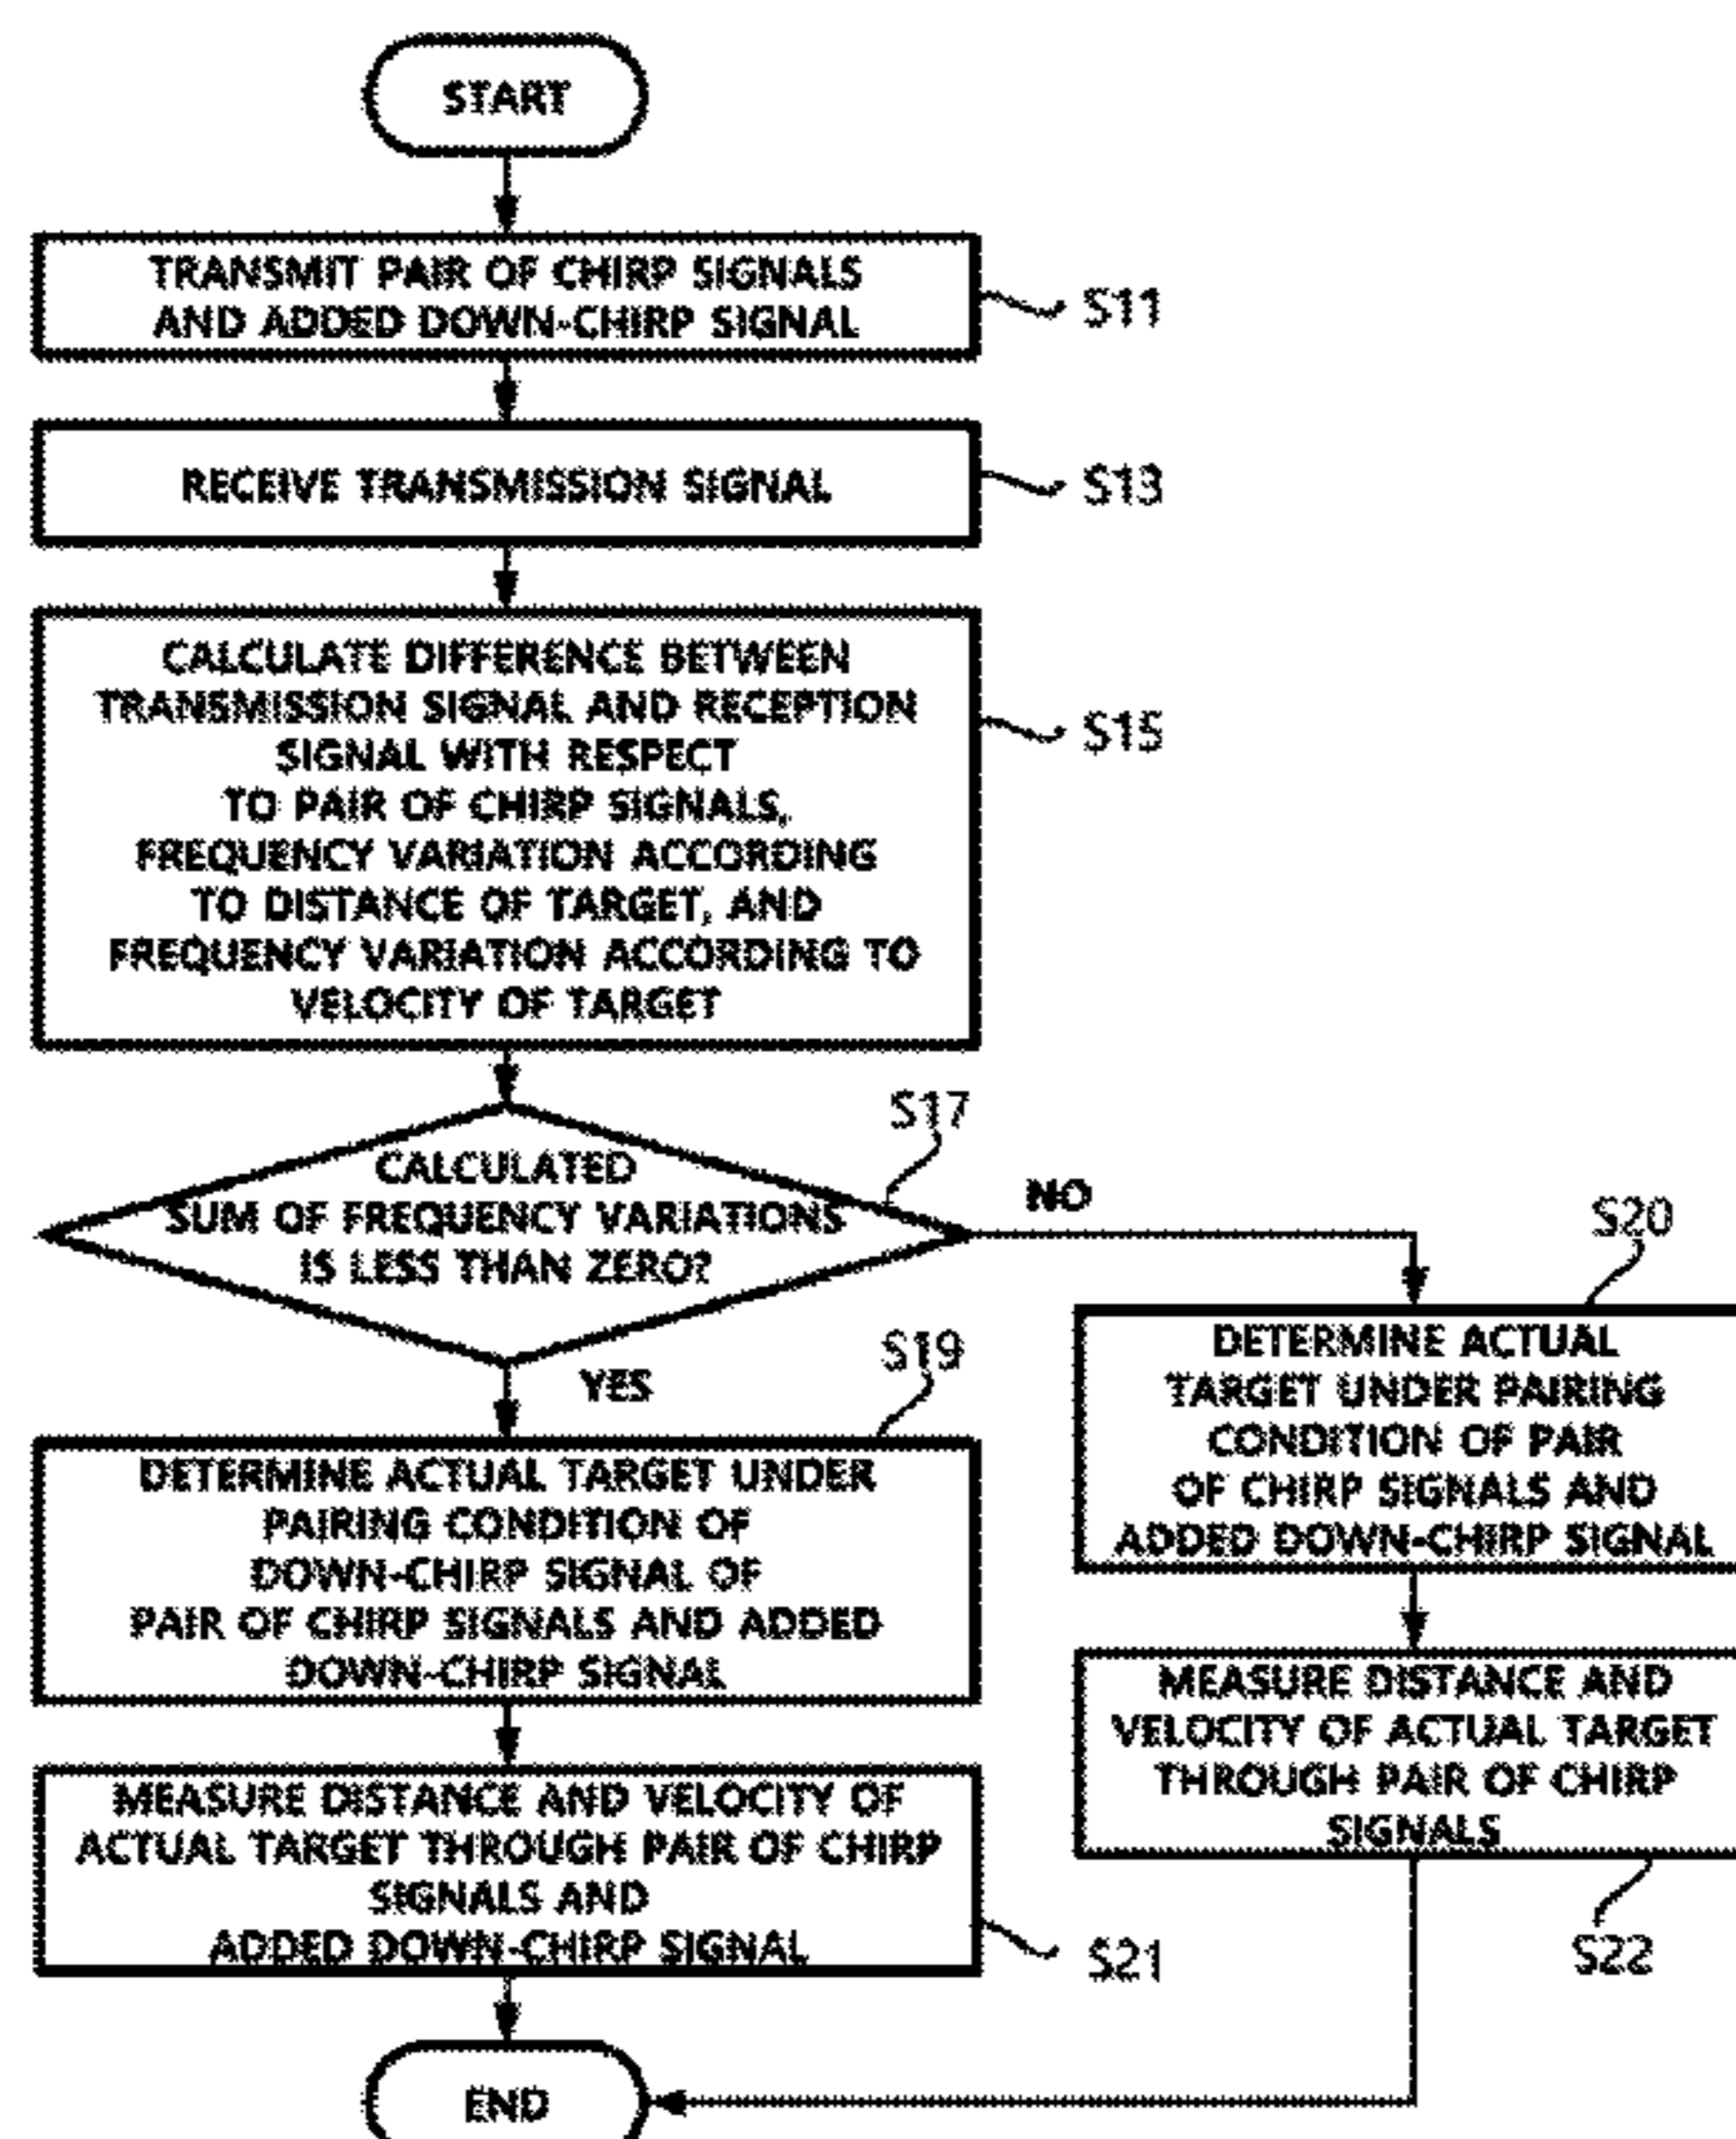 START
TRANSMIT PAIR OF CHIRP SIGNALS
AND ADDED DOWN-CHIRP SIGNAL
S11
RECEIVE TRANSMISSION SIGNAL
S13
CALCULATE DIFFERENCE BETWEEN
TRANSMISSION SIGNAL AND RECEPTION
SIGNAL WITH RESPECT
TO PAIR OF CHIRP SIGNALS,
FREQUENCY VARIATION ACCORDING
TO DISTANCE OF TARGET, AND
FREQUENCY VARIATION ACCORDING TO
VELOCITY OF TARGET
S15
S17
CALCULATED
SUM OF FREQUENCY VARIATIONS
IS LESS THAN ZERO?
NO
YES
S19
DETERMINE ACTUAL TARGET UNDER
PAIRING CONDITION OF
DOWN-CHIRP SIGNAL OF
PAIR OF CHIRP SIGNALS AND ADDED
DOWN-CHIRP SIGNAL
MEASURE DISTANCE AND VELOCITY OF
ACTUAL TARGET THROUGH PAIR OF CHIRP
SIGNALS AND
ADDED DOWN-CHIRP SIGNAL
S21
S20
DETERMINE ACTUAL
TARGET UNDER PAIRING
CONDITION OF PAIR
OF CHIRP SIGNALS AND
ADDED DOWN-CHIRP SIGNAL
MEASURE DISTANCE AND
VELOCITY OF ACTUAL TARGET
THROUGH PAIR OF CHIRP
SIGNALS
S22
END